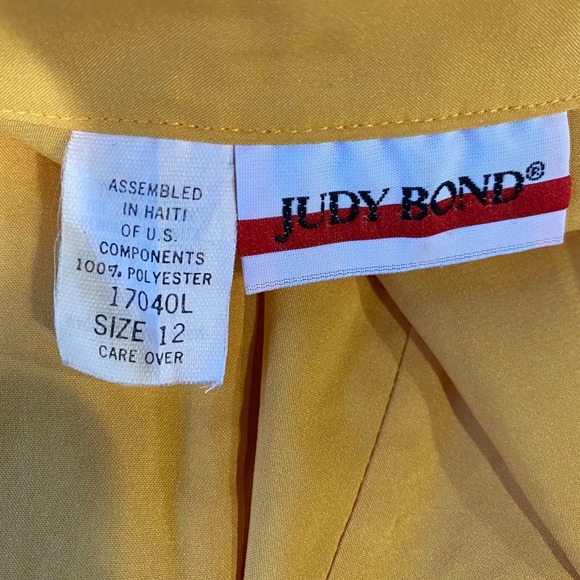 ASSEMBLED
IN HAITI
OF U.S.
COMPONENTS
100% POLYESTER
17040L
SIZE 12
CARE OVER
JUDY BOND®